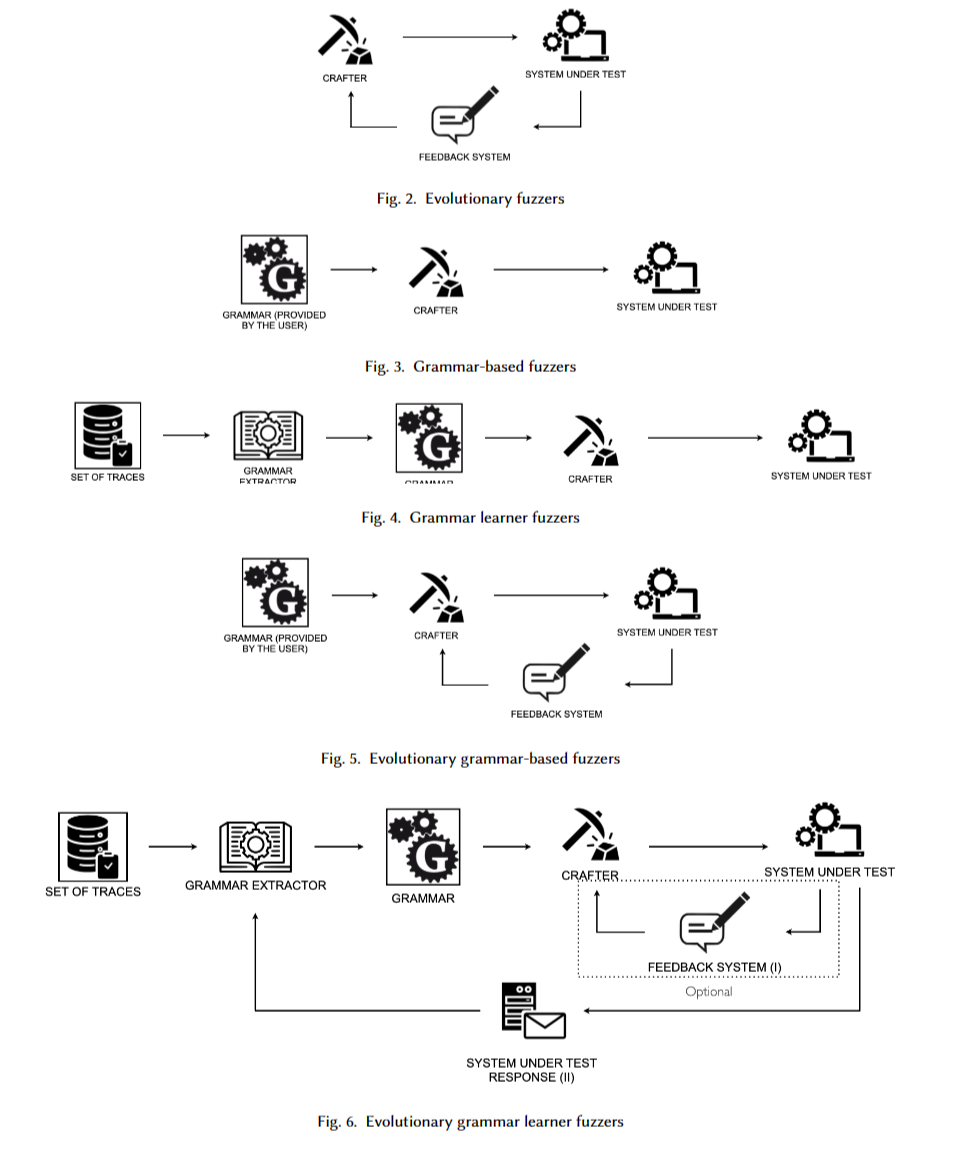 CRAFTER
SYSTEM UNDER TEST
FEEDBACK SYSTEM
Fig. 2. Evolutionary fuzzers
G
GRAMMAR (PROVIDED
BY THE USER)
CRAFTER
SYSTEM UNDER TEST
Fig. 3. Grammar-based fuzzers
G
SET OF TRACES
GRAMMAR
EXTRACTOR
GRAMMAR
CRAFTER
SYSTEM UNDER TEST
Fig. 4. Grammar learner fuzzers
G
GRAMMAR (PROVIDED
BY THE USER)
CRAFTER
SYSTEM UNDER TEST
FEEDBACK SYSTEM
Fig. 5. Evolutionary grammar-based fuzzers
G
SET OF TRACES
GRAMMAR EXTRACTOR
GRAMMAR
CRAFTER
SYSTEM UNDER TEST
FEEDBACK SYSTEM (I)
Optional
SYSTEM UNDER TEST
RESPONSE (II)
Fig. 6. Evolutionary grammar learner fuzzers